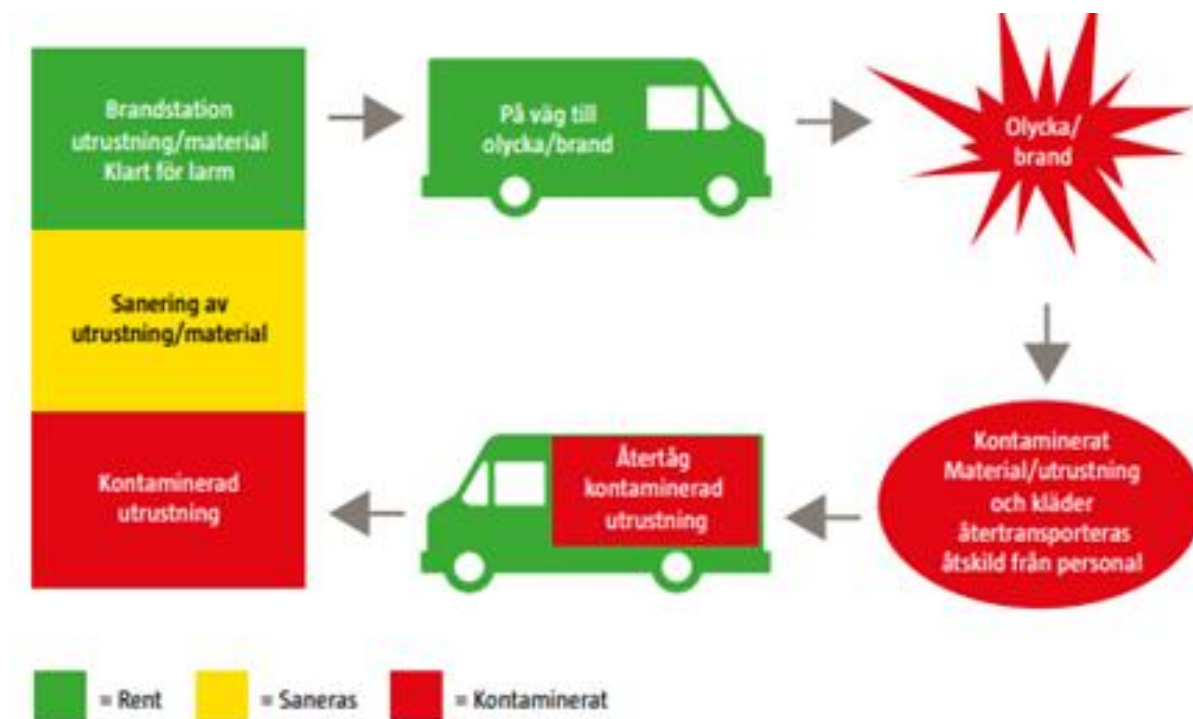 Brandstation
utrustning/material
Klart för larm
På väg till
olycka/brand
Olycka/
brand
Sanering av
utrustning/material
Kontaminerad
utrustning
Återtåg
kontaminerad
utrustning
Kontaminerat
Material/utrustning
och kläder
återtransporteras
åtskild från personal
= Rent
= Saneras
= Kontaminerat